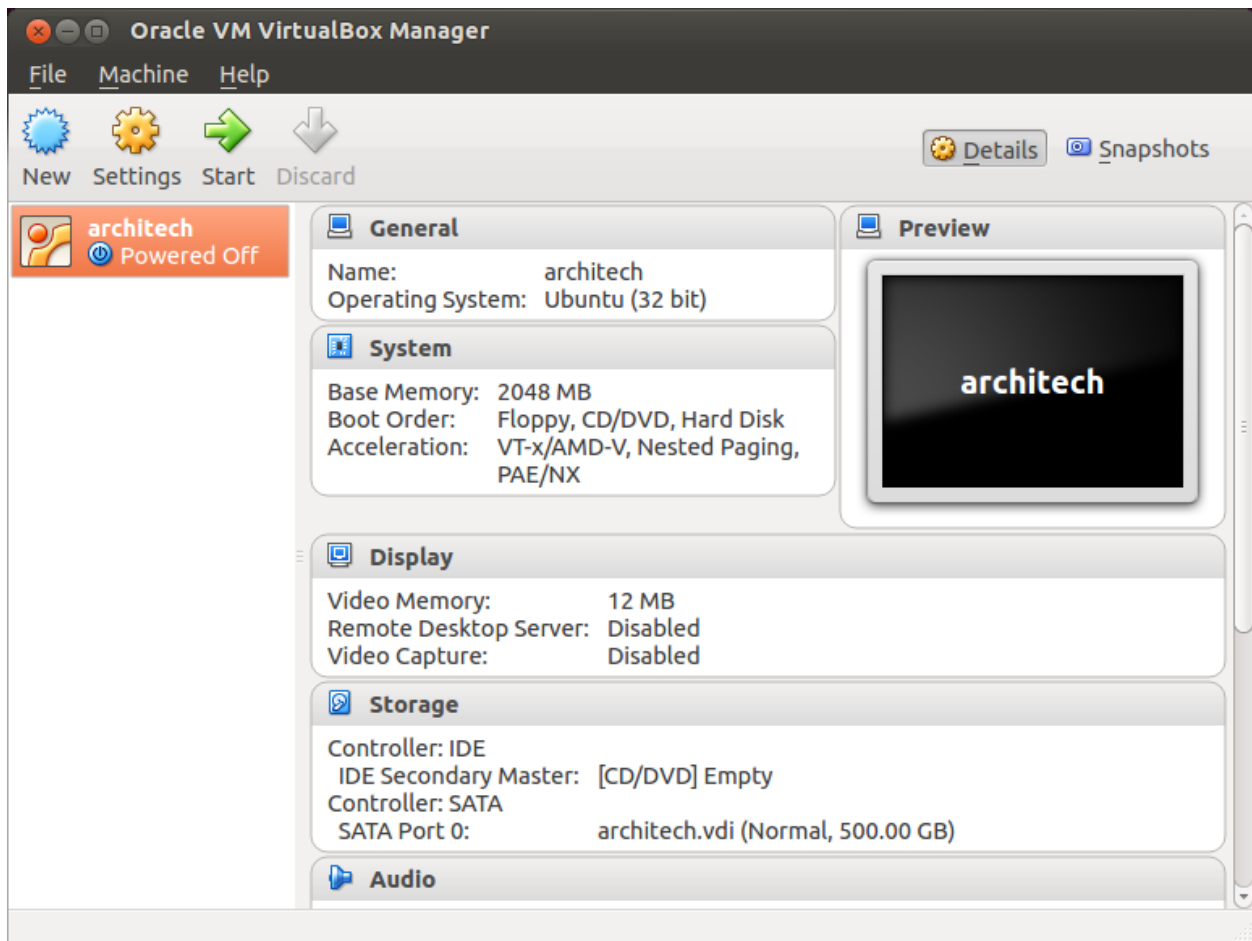 Oracle VM VirtualBox Manager
File Machine Help
New Settings Start Discard
Details Snapshots
architech
Powered Off
General
Name: architech
Operating System: Ubuntu (32 bit)
System
Base Memory: 2048 MB
Boot Order: Floppy, CD/DVD, Hard Disk
Acceleration: VT-x/AMD-V, Nested Paging,
PAE/NX
Preview
architech
Display
Video Memory: 12 MB
Remote Desktop Server: Disabled
Video Capture: Disabled
Storage
Controller: IDE
IDE Secondary Master: [CD/DVD] Empty
Controller: SATA
SATA Port 0: architech.vdi (Normal, 500.00 GB)
Audio